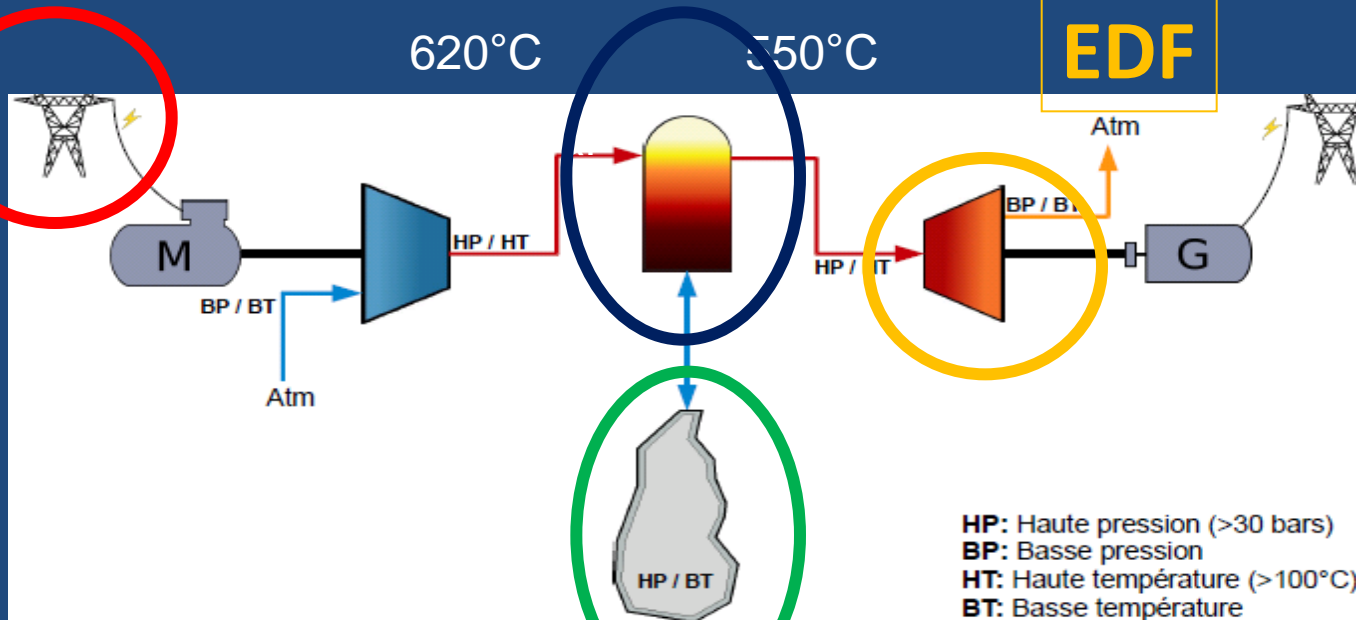 620°C
550°C
EDF
Atm
M
HP / HT
BP / BT
Atm
HP / HT
BP / BT
G
HP / BT
HP: Haute pression (>30 bars)
BP: Basse pression
HT: Haute température (>100°C)
BT: Basse température